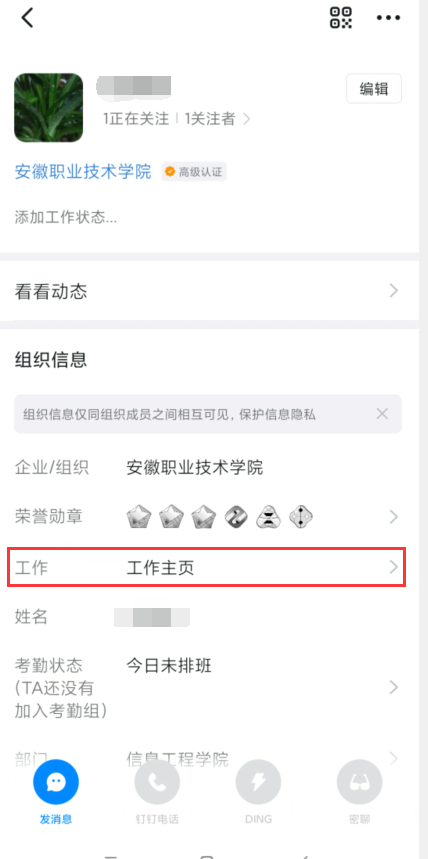 编辑
1正在关注 | 1关注者
安徽职业技术学院 高级认证
添加工作状态...
看看动态
组织信息
组织信息仅同组织成员之间相互可见, 保护信息隐私
企业/组织 安徽职业技术学院
荣誉勋章
工作 工作主页
姓名
考勤状态 今日未排班
(TA还没有
加入考勤组)
部门 信息工程学院
发消息 钉钉电话 DING 密聊